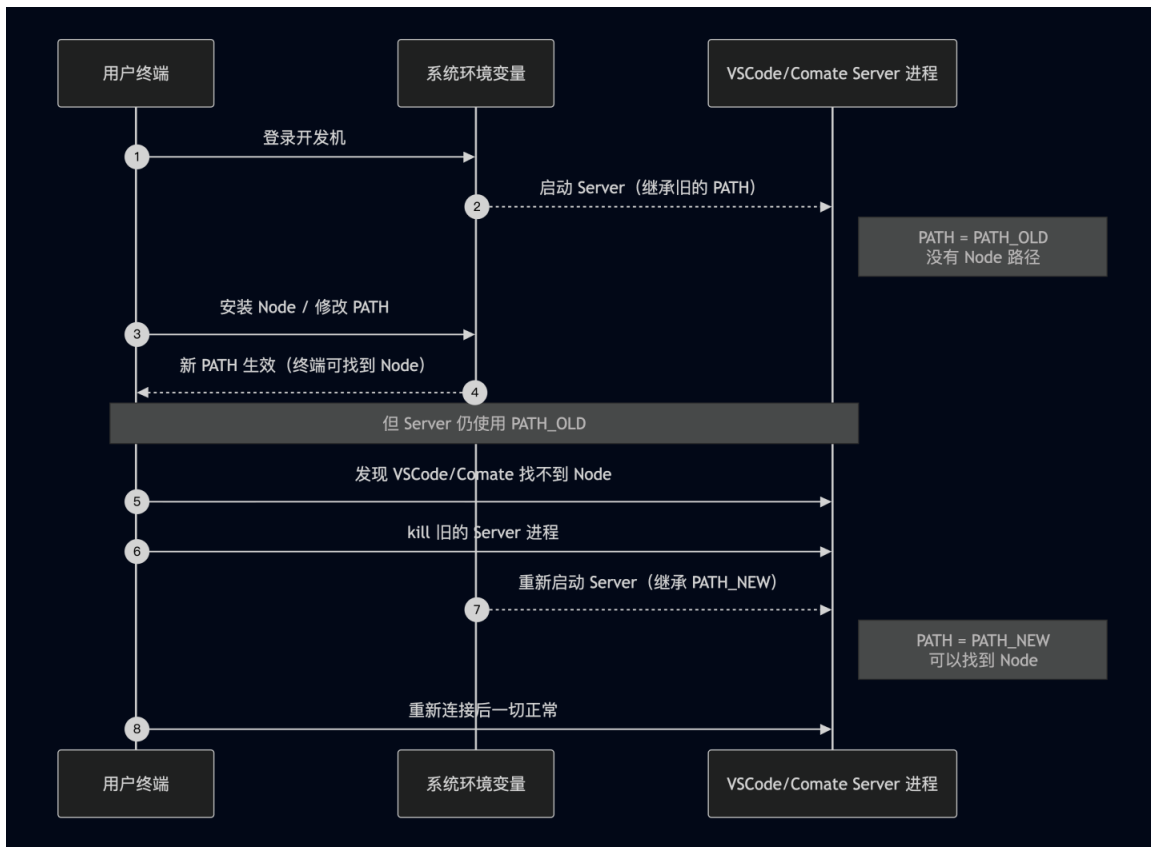 用户终端
系统环境变量
VSCode/Comate Server 进程
登录开发机
1
启动 Server（继承旧的 PATH）
2
PATH = PATH_OLD
没有 Node 路径
安装 Node / 修改 PATH
3
新 PATH 生效（终端可找到 Node）
4
但 Server 仍使用 PATH_OLD
发现 VSCode/Comate 找不到 Node
5
kill 旧的 Server 进程
6
重新启动 Server（继承 PATH_NEW）
7
PATH = PATH_NEW
可以找到 Node
重新连接后一切正常
8
用户终端
系统环境变量
VSCode/Comate Server 进程